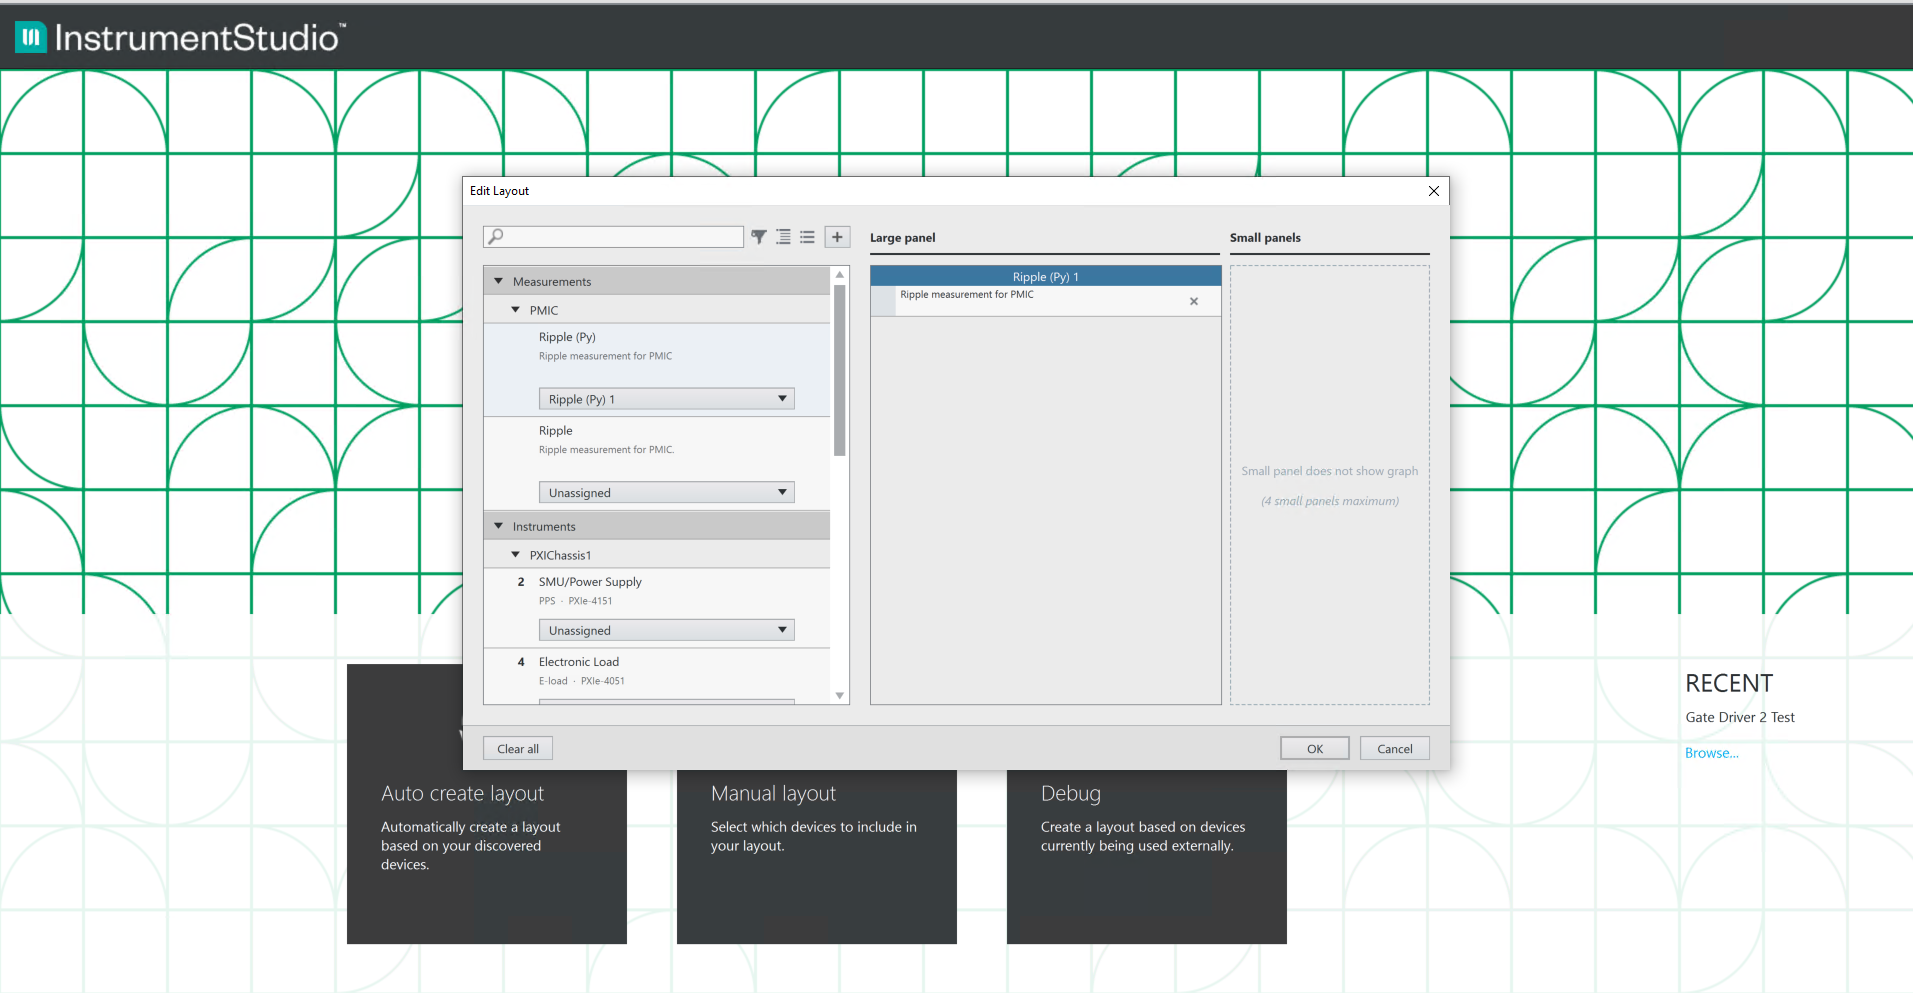 InstrumentStudio™
Edit Layout
Large panel
Small panels
Measurements
PMIC
Ripple (Py)
Ripple measurement for PMIC
Ripple (Py) 1
Ripple
Ripple measurement for PMIC.
Unassigned
Instruments
PXIChassis1
2 SMU/Power Supply
PPS · PXIe-4151
Unassigned
4 Electronic Load
E-load · PXIe-4051
Ripple (Py) 1
Ripple measurement for PMIC
Small panel does not show graph
(4 small panels maximum)
Clear all
OK
Cancel
Auto create layout
Automatically create a layout
based on your discovered
devices.
Manual layout
Select which devices to include in
your layout.
Debug
Create a layout based on devices
currently being used externally.
RECENT
Gate Driver 2 Test
Browse...